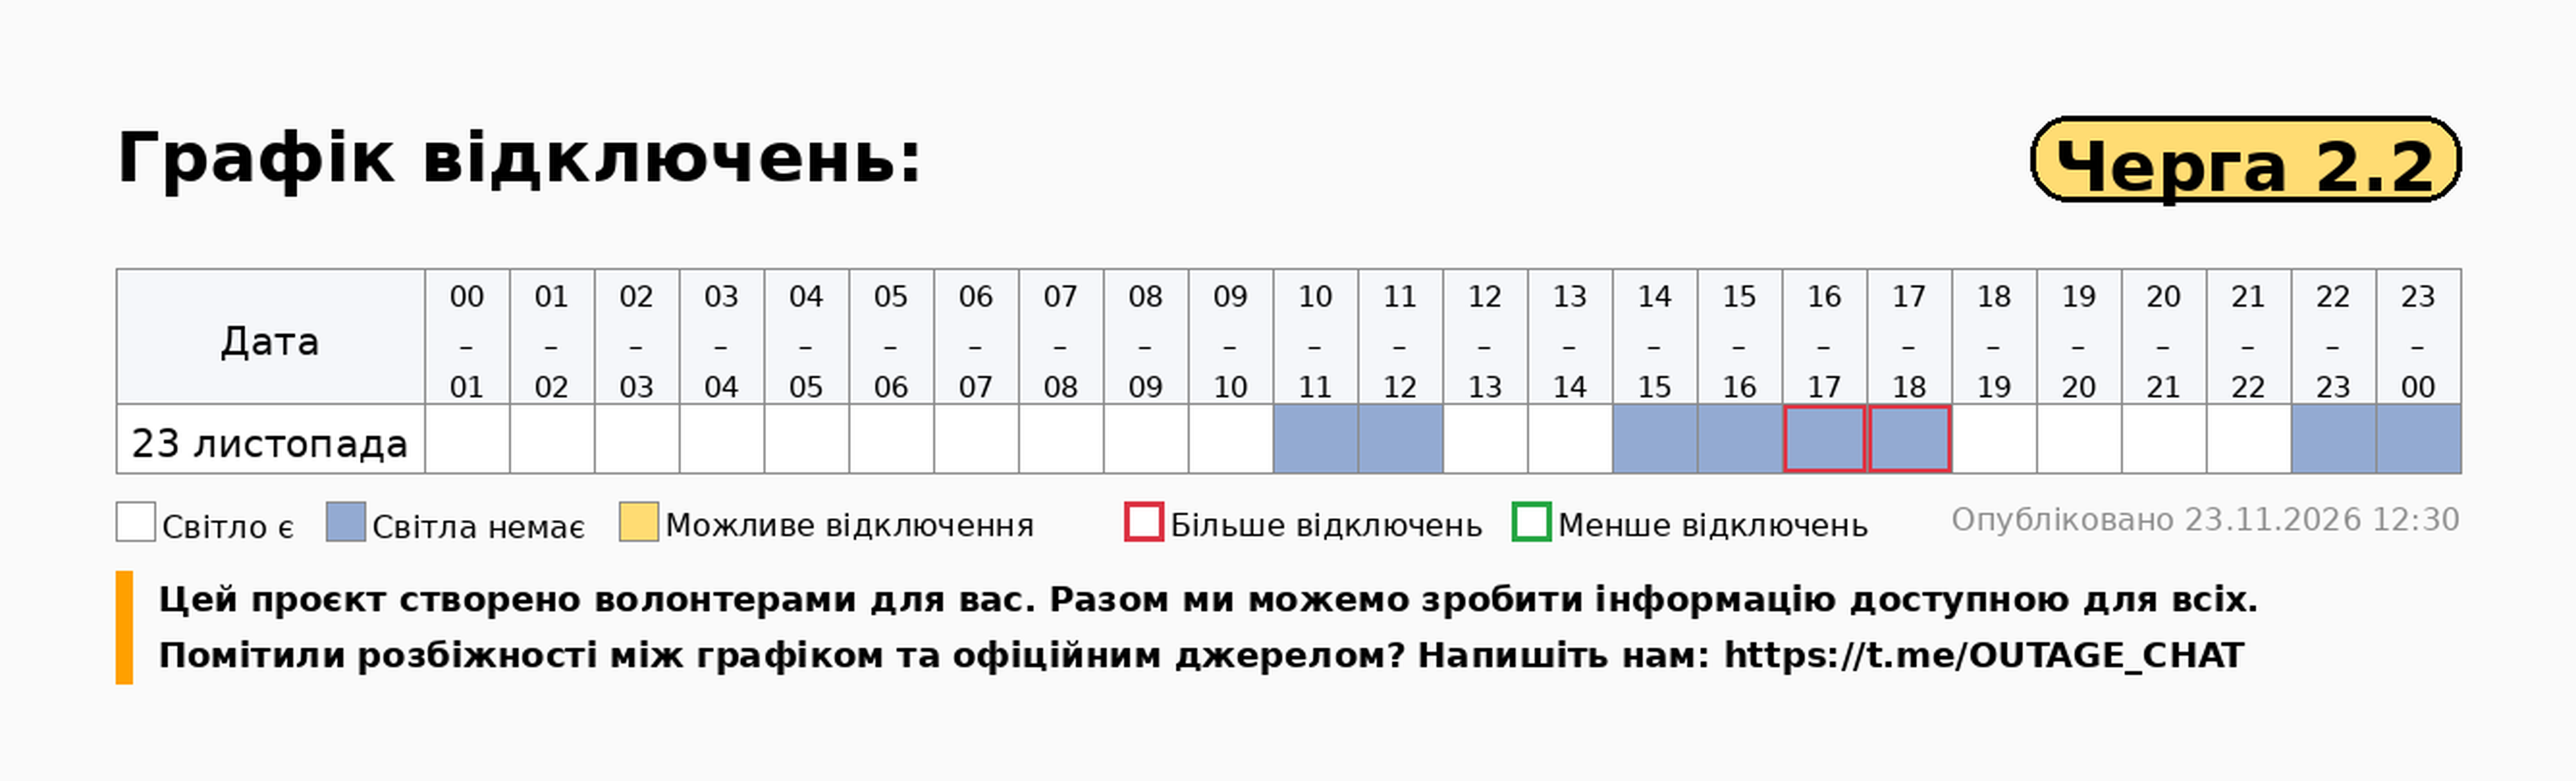 Графік відключень:
Черга 2.2
Дата
00 – 01
01 – 02
02 – 03
03 – 04
04 – 05
05 – 06
06 – 07
07 – 08
08 – 09
09 – 10
10 – 11
11 – 12
12 – 13
13 – 14
14 – 15
15 – 16
16 – 17
17 – 18
18 – 19
19 – 20
20 – 21
21 – 22
22 – 23
23 – 00
23 листопада
Світло є
Світла немає
Можливе відключення
Більше відключень
Менше відключень
Опубліковано 23.11.2026 12:30
Цей проєкт створено волонтерами для вас. Разом ми можемо зробити інформацію доступною для всіх.
Помітили розбіжності між графіком та офіційним джерелом? Напишіть нам: https://t.me/OUTAGE_CHAT